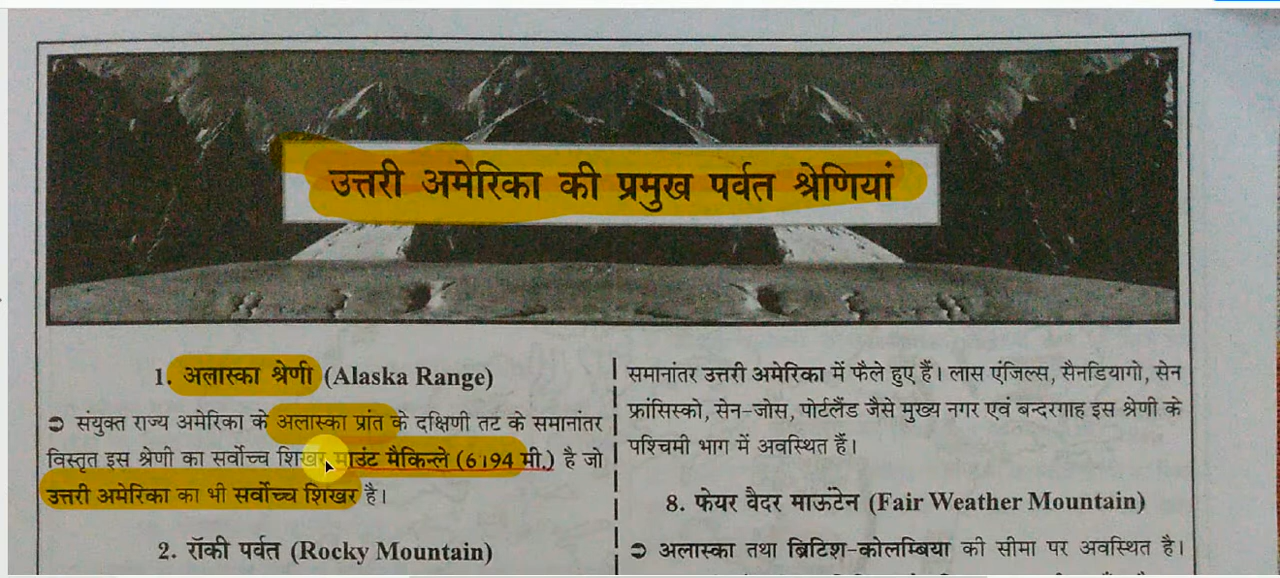 उत्तरी अमेरिका की प्रमुख पर्वत श्रेणियां
1. अलास्का श्रेणी (Alaska Range)
➲ संयुक्त राज्य अमेरिका के अलास्का प्रांत के दक्षिणी तट के समानांतर
विस्तृत इस श्रेणी का सर्वोच्च शिखर माउंट मैकिन्ले (6194 मी.) है जो
उत्तरी अमेरिका का भी सर्वोच्च शिखर है।
2. रॉकी पर्वत (Rocky Mountain)
समानांतर उत्तरी अमेरिका में फैले हुए हैं। लास एंजिल्स, सैनडियागो, सेन
फ्रांसिस्को, सेन-जोस, पोर्टलैंड जैसे मुख्य नगर एवं बन्दरगाह इस श्रेणी के
पश्चिमी भाग में अवस्थित हैं।
8. फेयर वैदर माऊंटेन (Fair Weather Mountain)
➲ अलास्का तथा ब्रिटिश-कोलम्बिया की सीमा पर अवस्थित है।